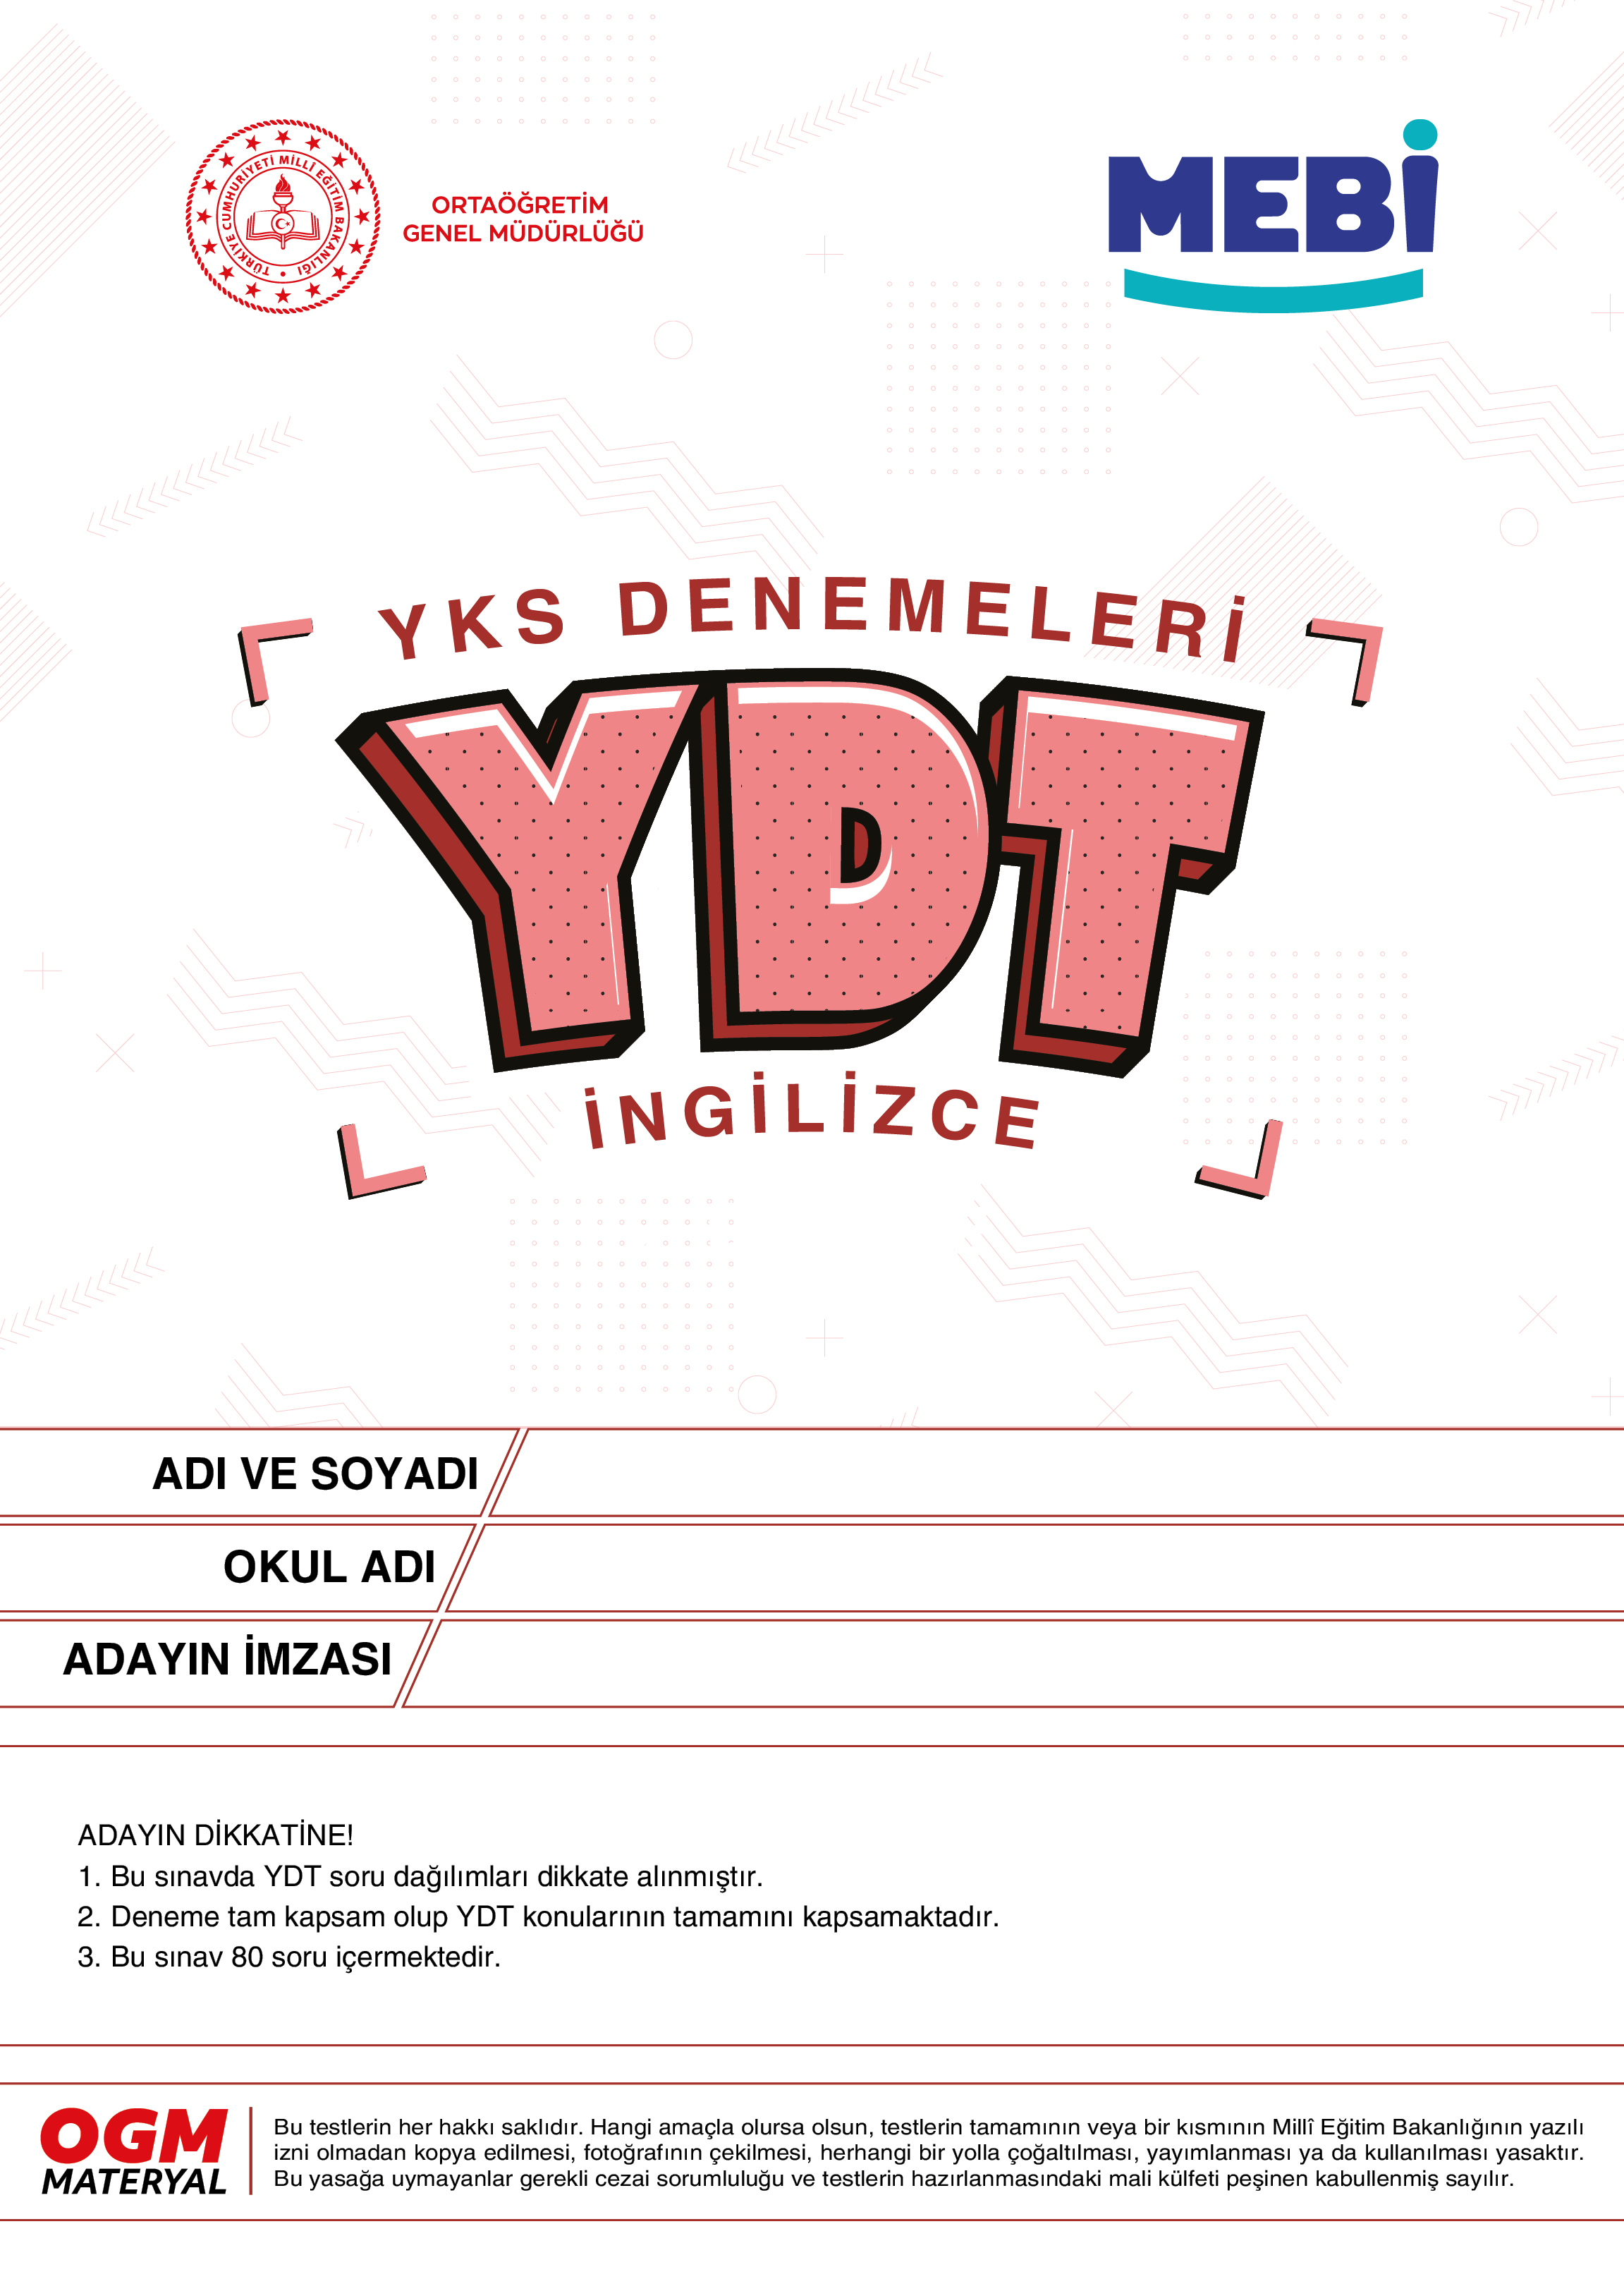 TÜRKİYE CUMHURİYETİ MİLLÎ EĞİTİM BAKANLIĞI
ORTAÖĞRETİM
GENEL MÜDÜRLÜĞÜ
MEBİ
YKS DENEMELERİ
YDT
İNGİLİZCE
ADI VE SOYADI
OKUL ADI
ADAYIN İMZASI
ADAYIN DİKKATİNE!
1. Bu sınavda YDT soru dağılımları dikkate alınmıştır.
2. Deneme tam kapsam olup YDT konularının tamamını kapsamaktadır.
3. Bu sınav 80 soru içermektedir.
OGM
MATERYAL
Bu testlerin her hakkı saklıdır. Hangi amaçla olursa olsun, testlerin tamamının veya bir kısmının Millî Eğitim Bakanlığının yazılı
izni olmadan kopya edilmesi, fotoğrafının çekilmesi, herhangi bir yolla çoğaltılması, yayımlanması ya da kullanılması yasaktır.
Bu yasağa uymayanlar gerekli cezai sorumluluğu ve testlerin hazırlanmasındaki mali külfeti peşinen kabullenmiş sayılır.